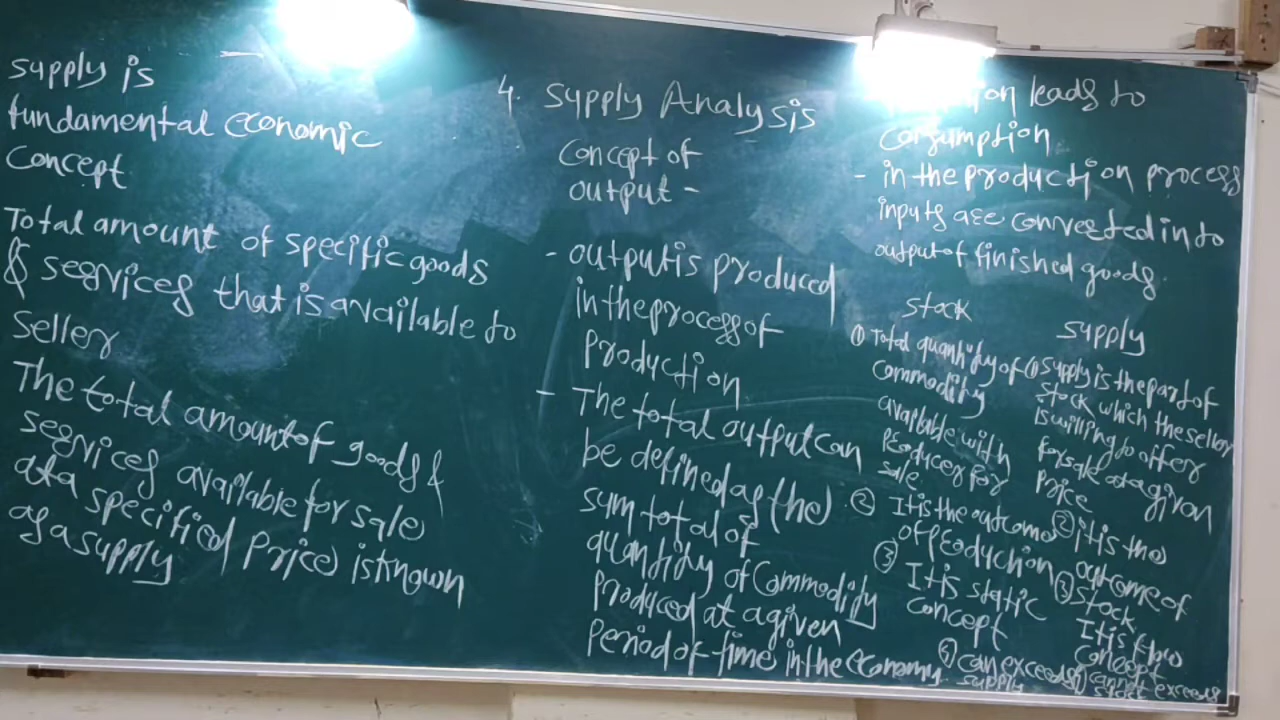 supply is
fundamental economic
concept
Total amount of specific goods
& services that is available to
seller
The total amount of goods &
services available for sale
at a specified price is known
as a supply
4. Supply Analysis
Concept of
output -
- output is produced
in the process of
Production
- The total output can
be defined as (the)
sum total of
quantity of Commodity
Produced at a given
Period of time in the economy.
leads to
consumption
- in the production process
inputs are converted into
output of finished goods.
stock
① Total quantity of
Commodity
available with
Producer for
sale
② It is the outcome
of production
③ It is static
concept
can exceeds
supply
supply
① supply is the part of
stock which the seller
is willing to offer
for sale at a given
Price
② it is the
outcome of
stock
③ It is flow
concept
cannot exceeds
stock